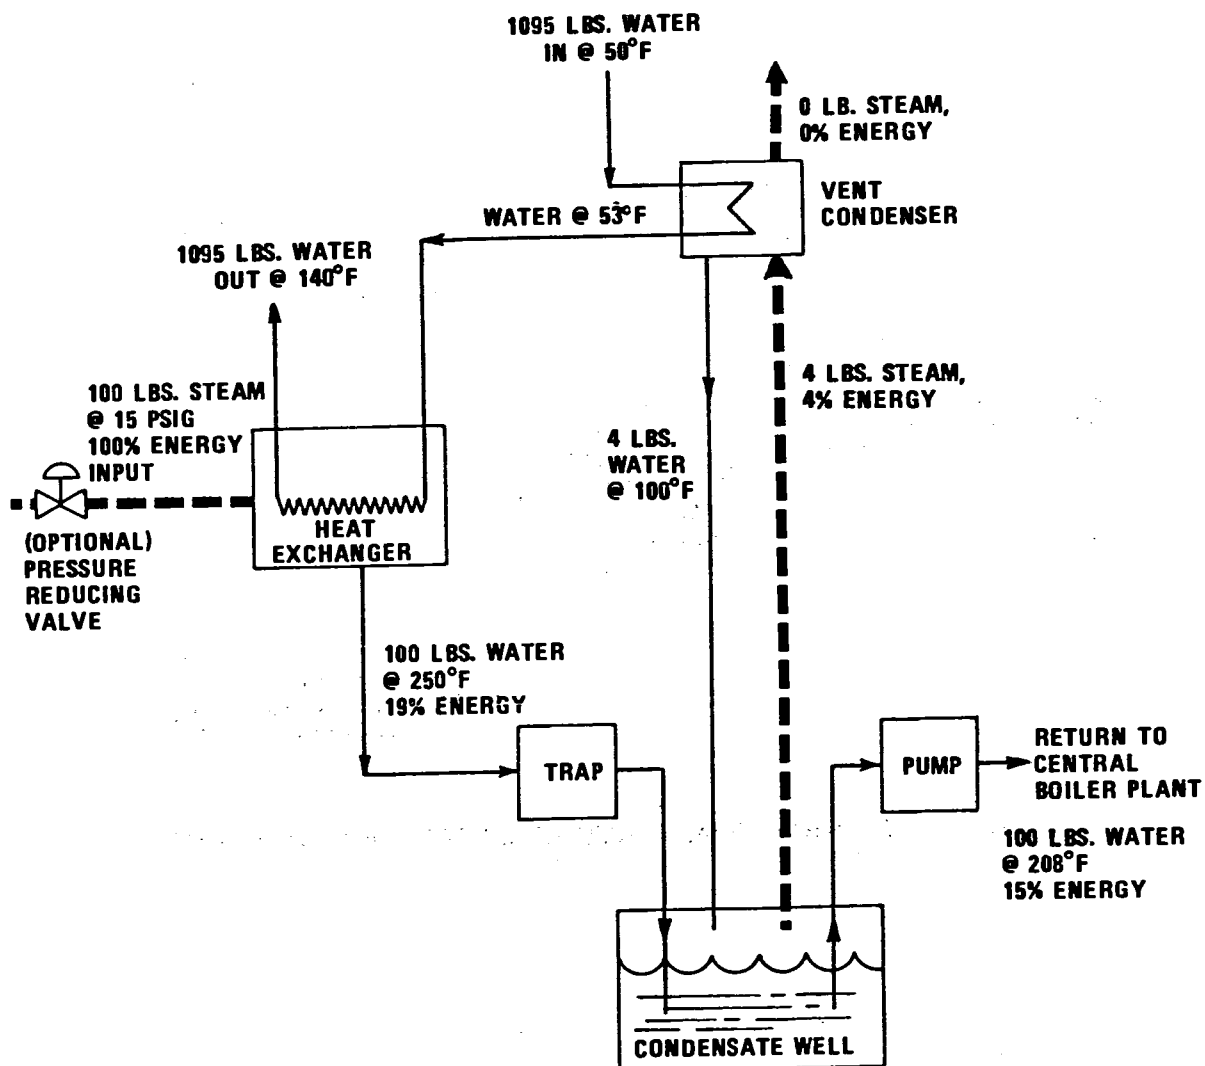 1095 LBS. WATER
IN @ 50°F
0 LB. STEAM,
0% ENERGY
VENT
CONDENSER
WATER @ 53°F
1095 LBS. WATER
OUT @ 140°F
100 LBS. STEAM
@ 15 PSIG
100% ENERGY
INPUT
4 LBS. STEAM,
4% ENERGY
4 LBS.
WATER
@ 100°F
(OPTIONAL)
PRESSURE
REDUCING
VALVE
HEAT
EXCHANGER
100 LBS. WATER
@ 250°F
19% ENERGY
TRAP
PUMP
RETURN TO
CENTRAL
BOILER PLANT
100 LBS. WATER
@ 208°F
15% ENERGY
CONDENSATE WELL